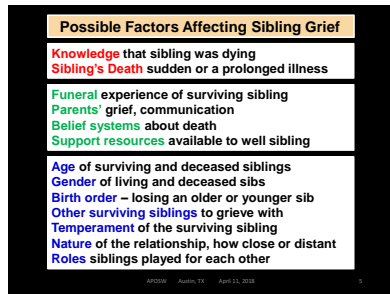 Possible Factors Affecting Sibling Grief
Knowledge that sibling was dying
Sibling's Death sudden or a prolonged illness
Funeral experience of surviving sibling
Parents' grief, communication
Belief systems about death
Support resources available to well sibling
Age of surviving and deceased siblings
Gender of living and deceased sibs
Birth order – losing an older or younger sib
Other surviving siblings to grieve with
Temperament of the surviving sibling
Nature of the relationship, how close or distant
Roles siblings played for each other
APOSW Austin, TX April 11, 2016 5